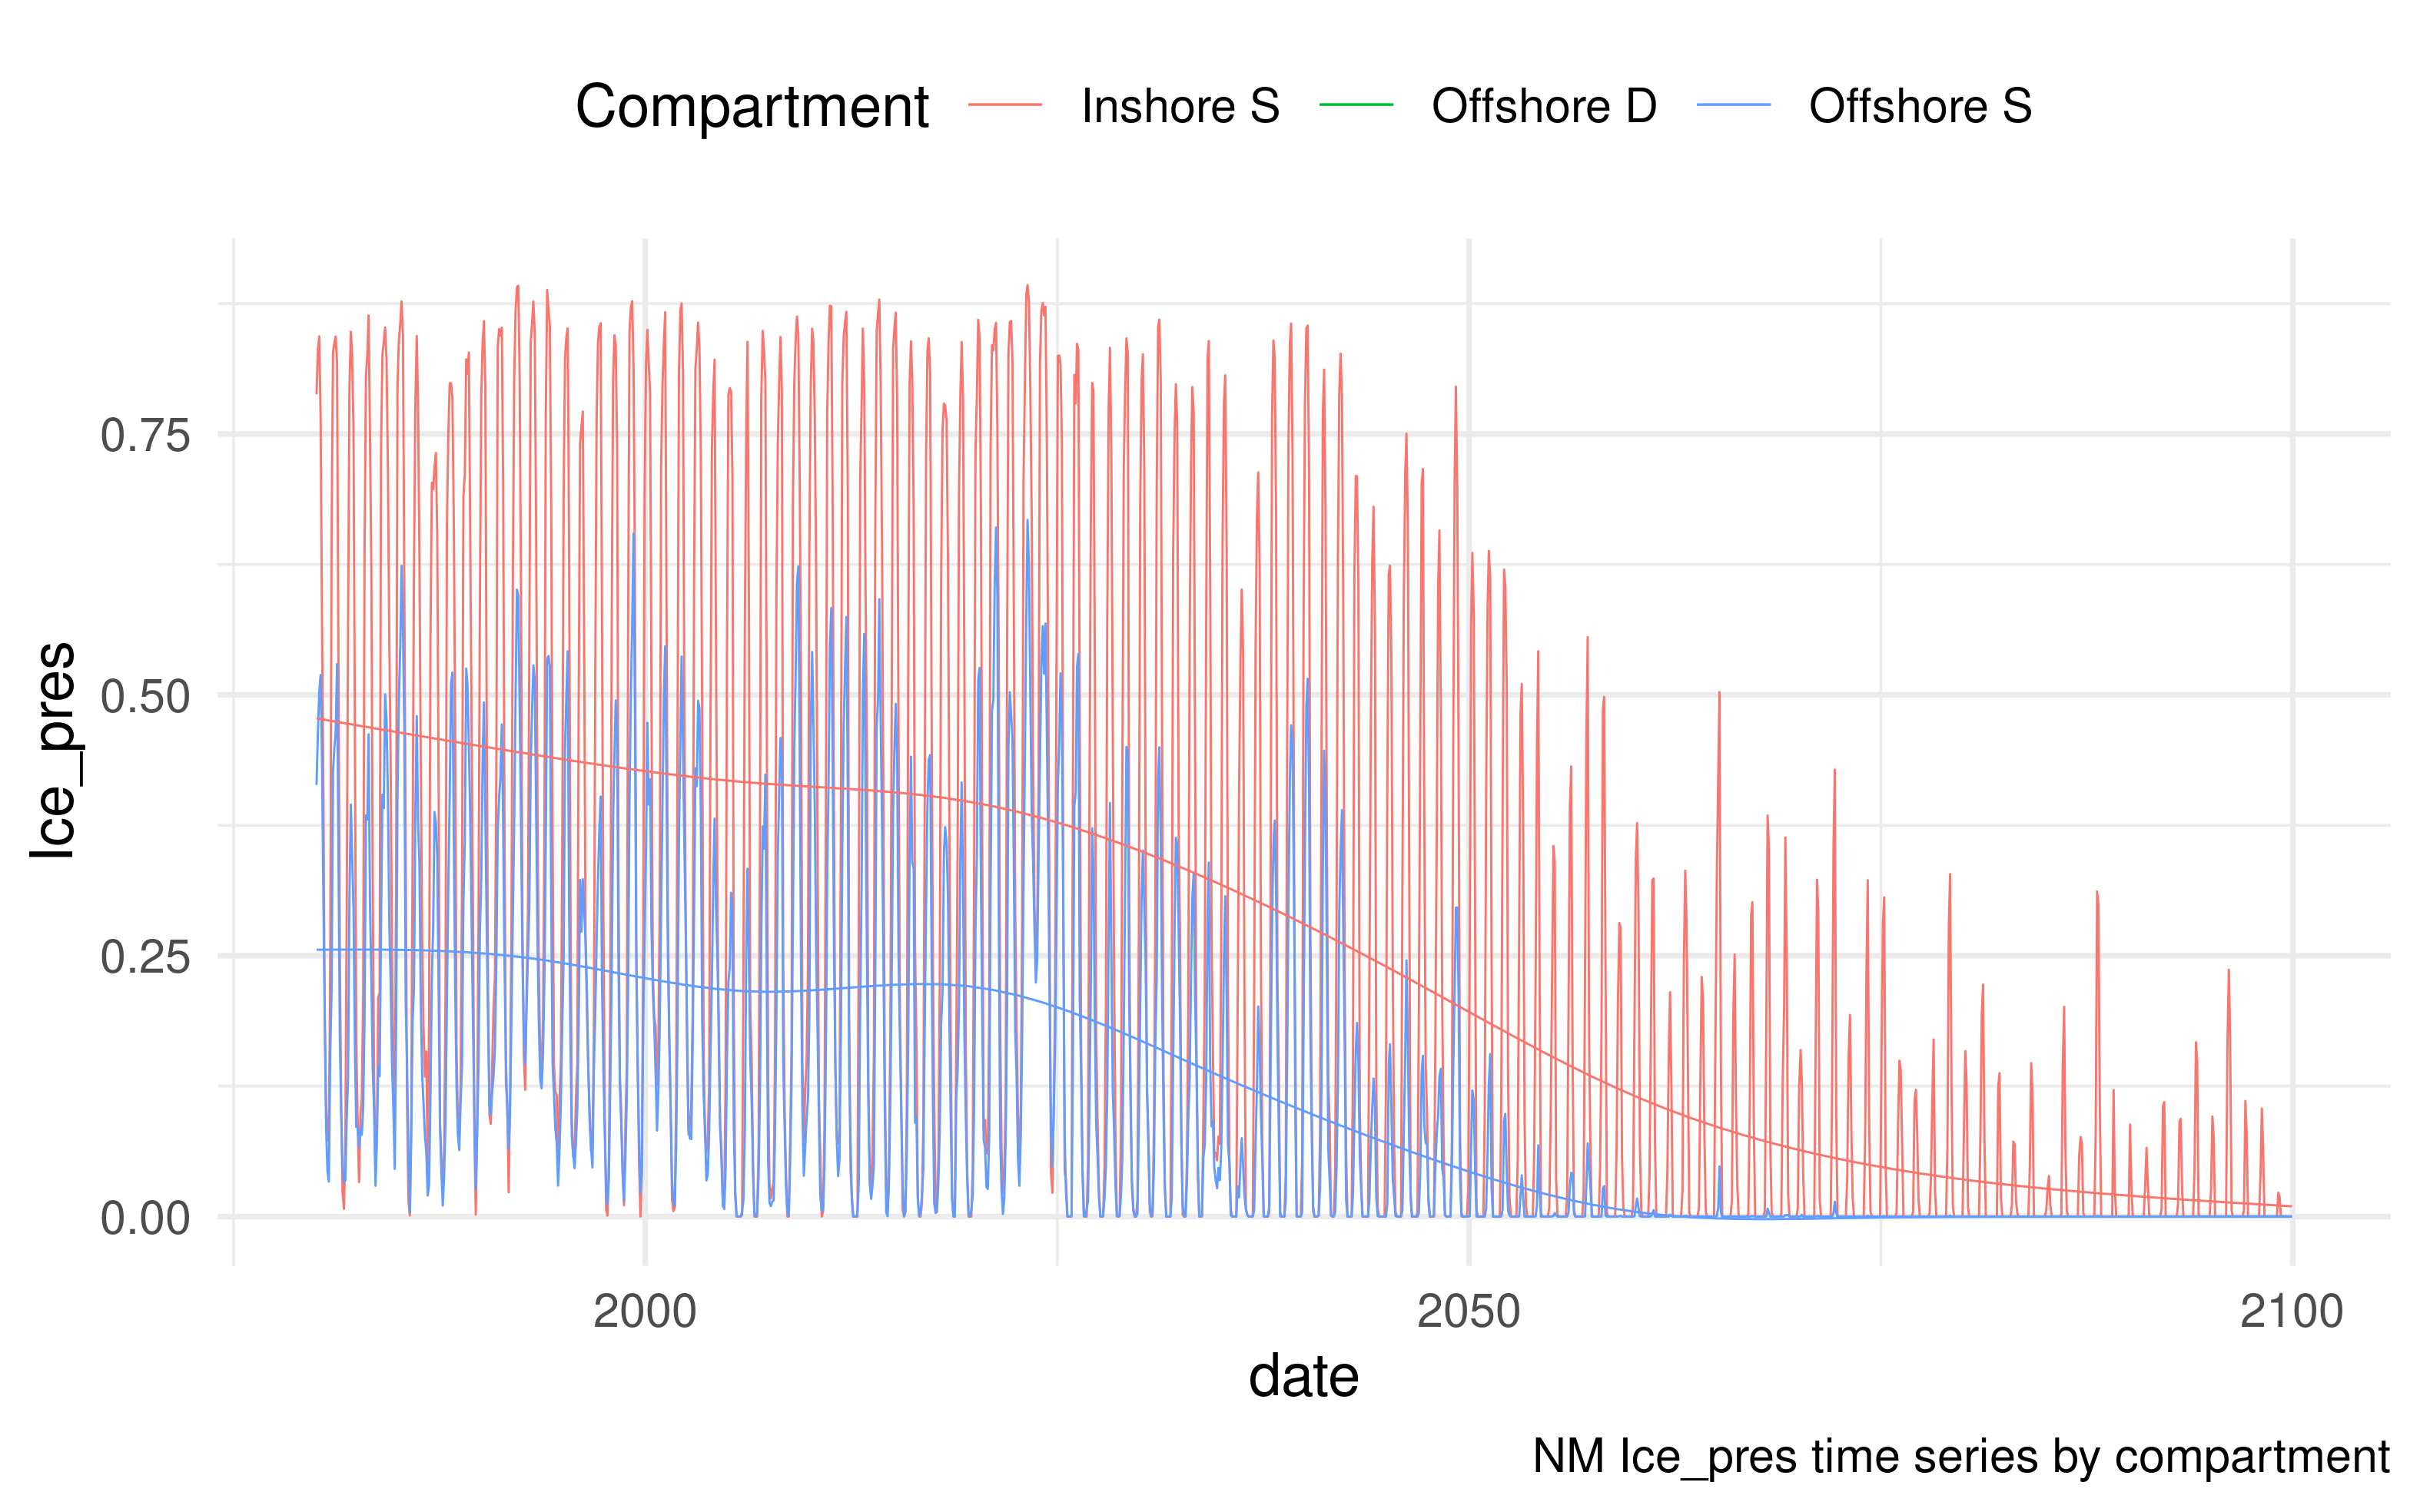 Compartment Inshore S Offshore D Offshore S
Ice_pres
0.75
0.50
0.25
0.00
2000 2050 2100
date
NM Ice_pres time series by compartment